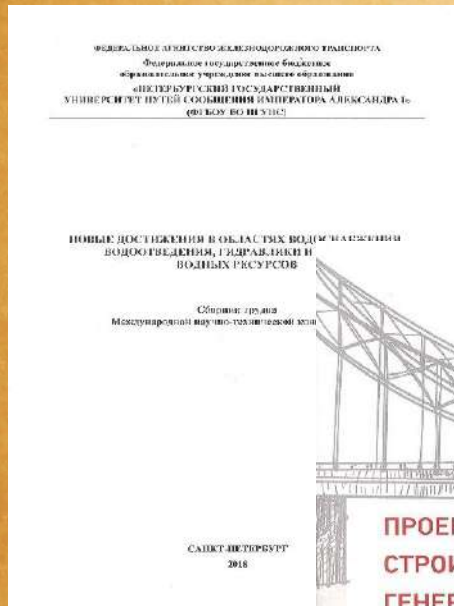 ФЕДЕРАЛЬНОЕ АГЕНТСТВО ЖЕЛЕЗНОДОРОЖНОГО ТРАНСПОРТА
Федеральное государственное бюджетное
образовательное учреждение высшего образования
«ПЕТЕРБУРГСКИЙ ГОСУДАРСТВЕННЫЙ
УНИВЕРСИТЕТ ПУТЕЙ СООБЩЕНИЯ ИМПЕРАТОРА АЛЕКСАНДРА I»
(ФГБОУ ВО ПГУПС)
НОВЫЕ ДОСТИЖЕНИЯ В ОБЛАСТЯХ ВОДОСНАБЖЕНИЯ
ВОДООТВЕДЕНИЯ, ГИДРАВЛИКИ И
ВОДНЫХ РЕСУРСОВ
Сборник трудов
Международной научно-технической
САНКТ-ПЕТЕРБУРГ
2018
ПРОЕ
СТРОИ
ГЕНЕР